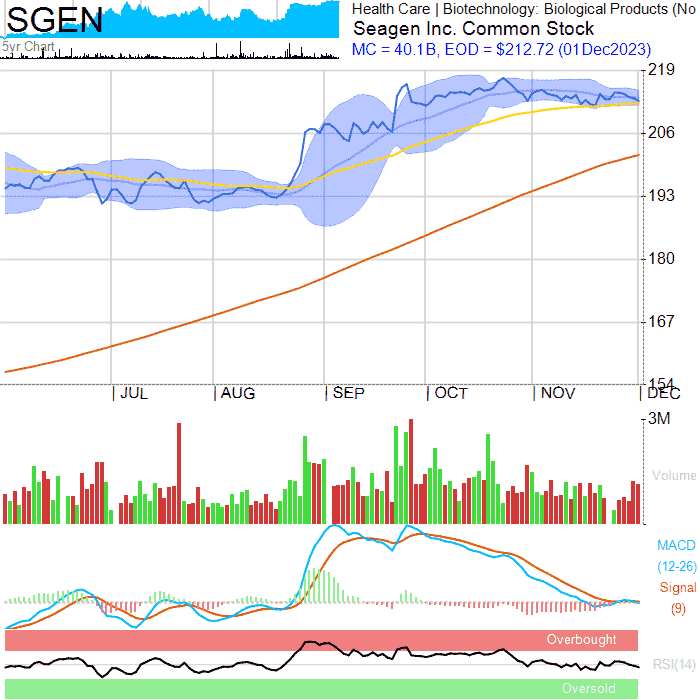 SGEN
5yr Chart
Health Care | Biotechnology: Biological Products (No
Seagen Inc. Common Stock
MC = 40.1B, EOD = $212.72 (01Dec2023)
219
206
193
180
167
154
JUL
AUG
SEP
OCT
NOV
DEC
3M
Volume
MACD
(12-26)
Signal
(9)
Overbought
RSI(14)
Oversold